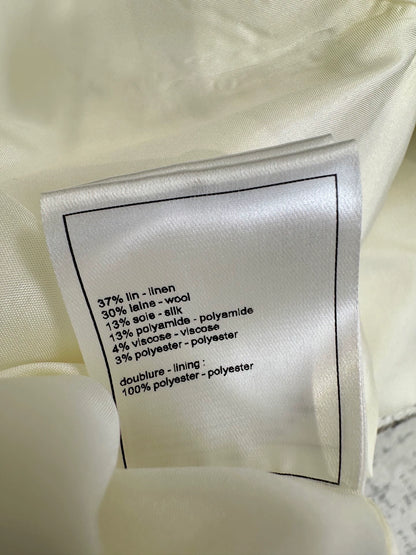 37% lin - linen
30% laine - wool
13% soie - silk
13% polyamide - polyamide
4% viscose - viscose
3% polyester - polyester
doublure - lining :
100% polyester - polyester